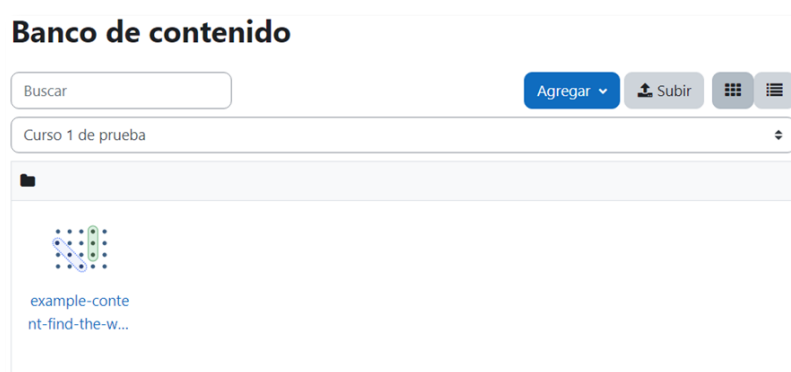 Banco de contenido
Buscar
Agregar
Subir
Curso 1 de prueba
example-conte
nt-find-the-w...